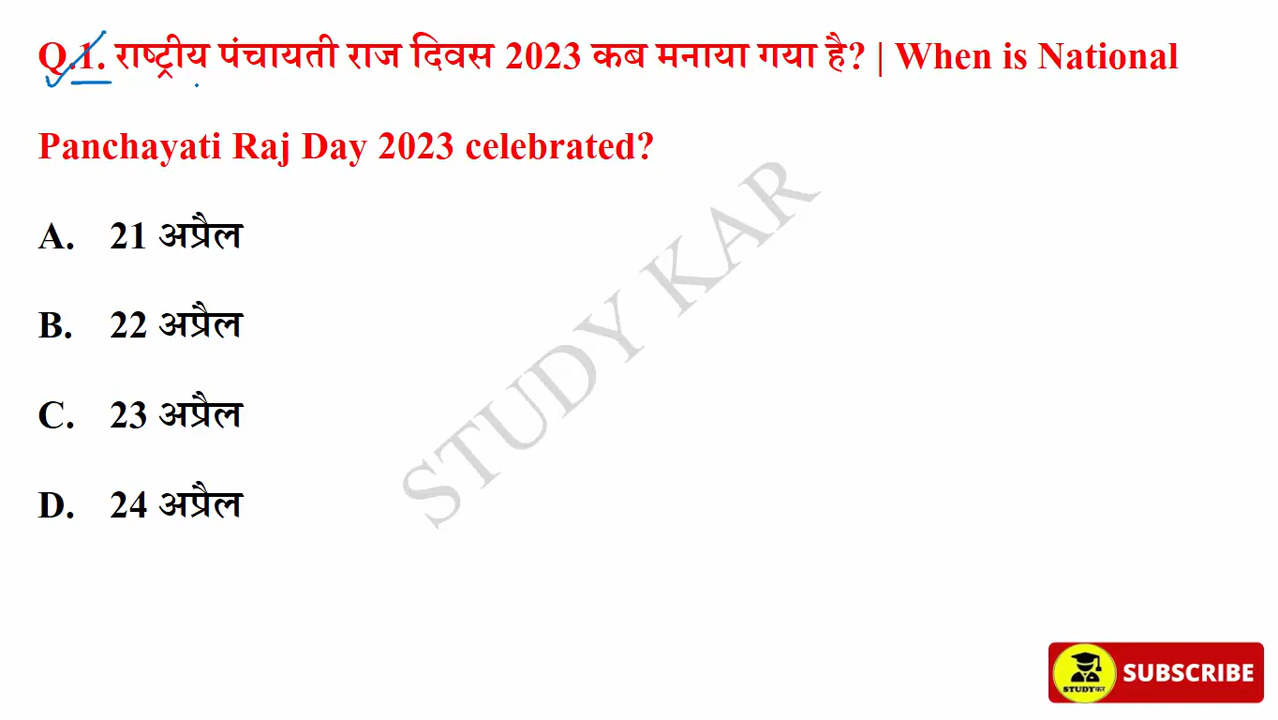 Q.1. राष्ट्रीय पंचायती राज दिवस 2023 कब मनाया गया है? | When is National
Panchayati Raj Day 2023 celebrated?
A. 21 अप्रैल
B. 22 अप्रैल
C. 23 अप्रैल
D. 24 अप्रैल
STUDY KAR
STUDYकर
SUBSCRIBE